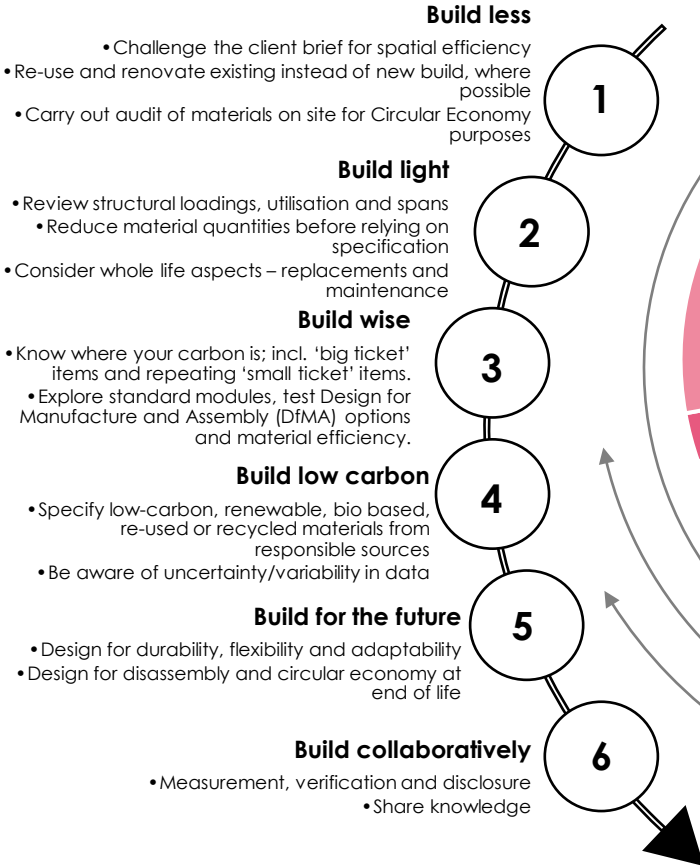 Build less
•Challenge the client brief for spatial efficiency
•Re-use and renovate existing instead of new build, where
possible
•Carry out audit of materials on site for Circular Economy
purposes
1
Build light
•Review structural loadings, utilisation and spans
•Reduce material quantities before relying on
specification
•Consider whole life aspects – replacements and
maintenance
2
Build wise
•Know where your carbon is; incl. ‘big ticket’
items and repeating ‘small ticket’ items.
•Explore standard modules, test Design for
Manufacture and Assembly (DfMA) options
and material efficiency.
3
Build low carbon
•Specify low-carbon, renewable, bio based,
re-used or recycled materials from
responsible sources
•Be aware of uncertainty/variability in data
4
Build for the future
•Design for durability, flexibility and adaptability
•Design for disassembly and circular economy at
end of life
5
Build collaboratively
•Measurement, verification and disclosure
•Share knowledge
6